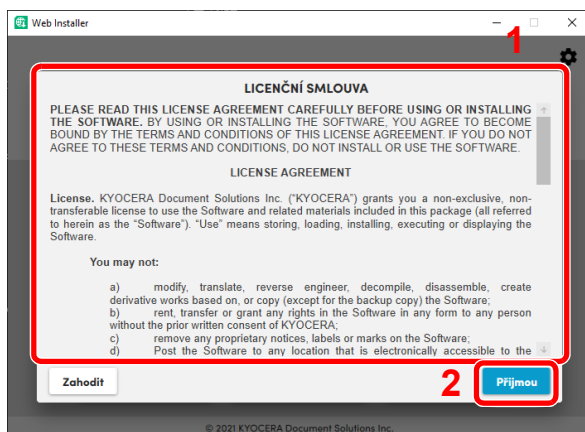 Web Installer
1
LICENČNÍ SMLOUVA
PLEASE READ THIS LICENSE AGREEMENT CAREFULLY BEFORE USING OR INSTALLING
THE SOFTWARE. BY USING OR INSTALLING THE SOFTWARE, YOU AGREE TO BECOME
BOUND BY THE TERMS AND CONDITIONS OF THIS LICENSE AGREEMENT. IF YOU DO NOT
AGREE TO THESE TERMS AND CONDITIONS, DO NOT INSTALL OR USE THE SOFTWARE.
LICENSE AGREEMENT
License. KYOCERA Document Solutions Inc. ("KYOCERA") grants you a non-exclusive, non-
transferable license to use the Software and related materials included in this package (all referred
to herein as the "Software"). "Use" means storing, loading, installing, executing or displaying the
Software.
You may not:
a) modify, translate, reverse engineer, decompile, disassemble, create
derivative works based on, or copy (except for the backup copy) the Software;
b) rent, transfer or grant any rights in the Software in any form to any person
without the prior written consent of KYOCERA;
c) remove any proprietary notices, labels or marks on the Software;
d) Post the Software to any location that is electronically accessible to the
Zahodit
2
Přijmou
© 2021 KYOCERA Document Solutions Inc.